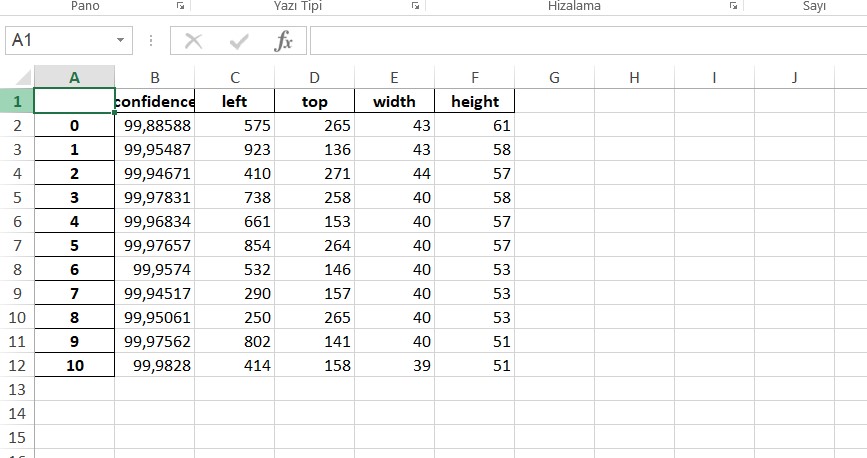 Pano Yazı Tipi Hizalama Sayı
A1 fx
A B C D E F G H I J
1 confidence left top width height
2 0 99,88588 575 265 43 61
3 1 99,95487 923 136 43 58
4 2 99,94671 410 271 44 57
5 3 99,97831 738 258 40 58
6 4 99,96834 661 153 40 57
7 5 99,97657 854 264 40 57
8 6 99,9574 532 146 40 53
9 7 99,94517 290 157 40 53
10 8 99,95061 250 265 40 53
11 9 99,97562 802 141 40 51
12 10 99,9828 414 158 39 51
13
14
15
16